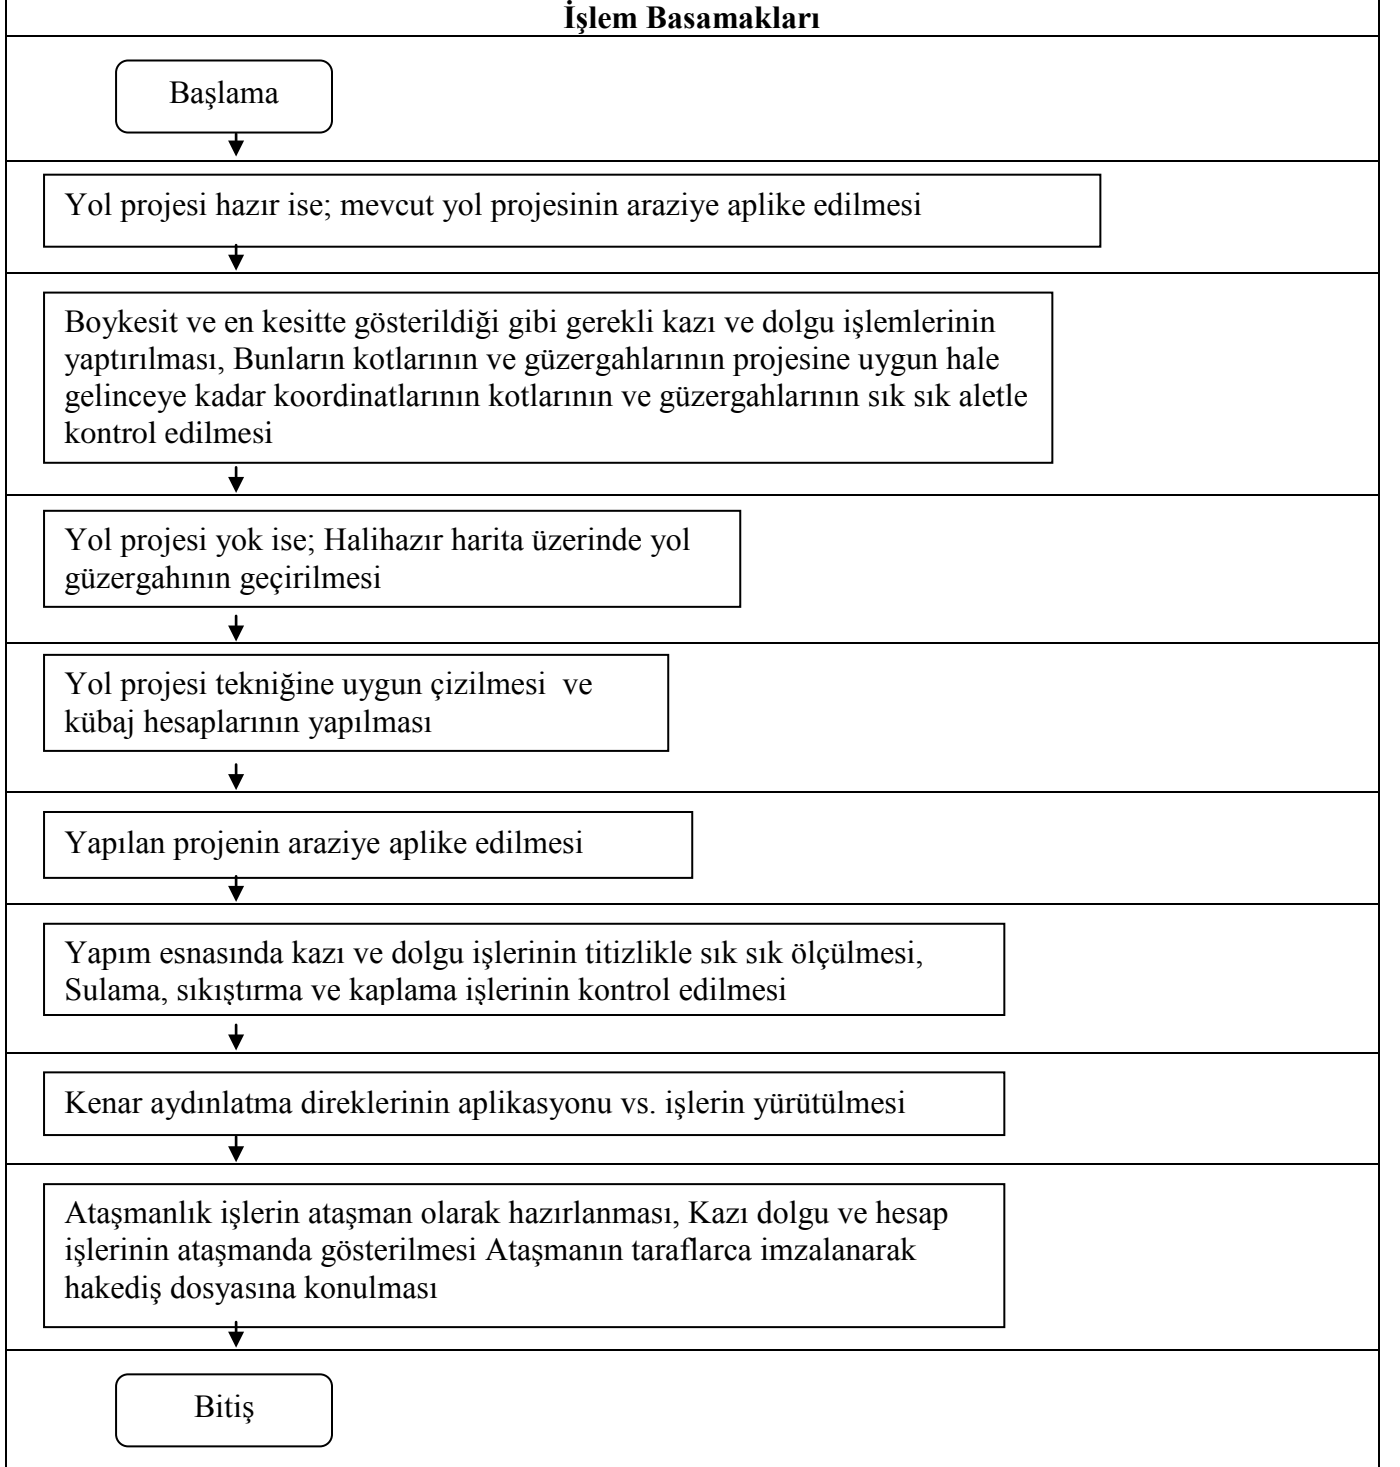 İşlem Basamakları
Başlama
Yol projesi hazır ise; mevcut yol projesinin araziye aplike edilmesi
Boykesit ve en kesitte gösterildiği gibi gerekli kazı ve dolgu işlemlerinin
yaptırılması, Bunların kotlarının ve güzergahlarının projesine uygun hale
gelinceye kadar koordinatlarının kotlarının ve güzergahlarının sık sık aletle
kontrol edilmesi
Yol projesi yok ise; Halihazır harita üzerinde yol
güzergahının geçirilmesi
Yol projesi tekniğine uygun çizilmesi  ve
kübaj hesaplarının yapılması
Yapılan projenin araziye aplike edilmesi
Yapım esnasında kazı ve dolgu işlerinin titizlikle sık sık ölçülmesi,
Sulama, sıkıştırma ve kaplama işlerinin kontrol edilmesi
Kenar aydınlatma direklerinin aplikasyonu vs. işlerin yürütülmesi
Ataşmanlık işlerin ataşman olarak hazırlanması, Kazı dolgu ve hesap
işlerinin ataşmanda gösterilmesi Ataşmanın taraflarca imzalanarak
hakediş dosyasına konulması
Bitiş